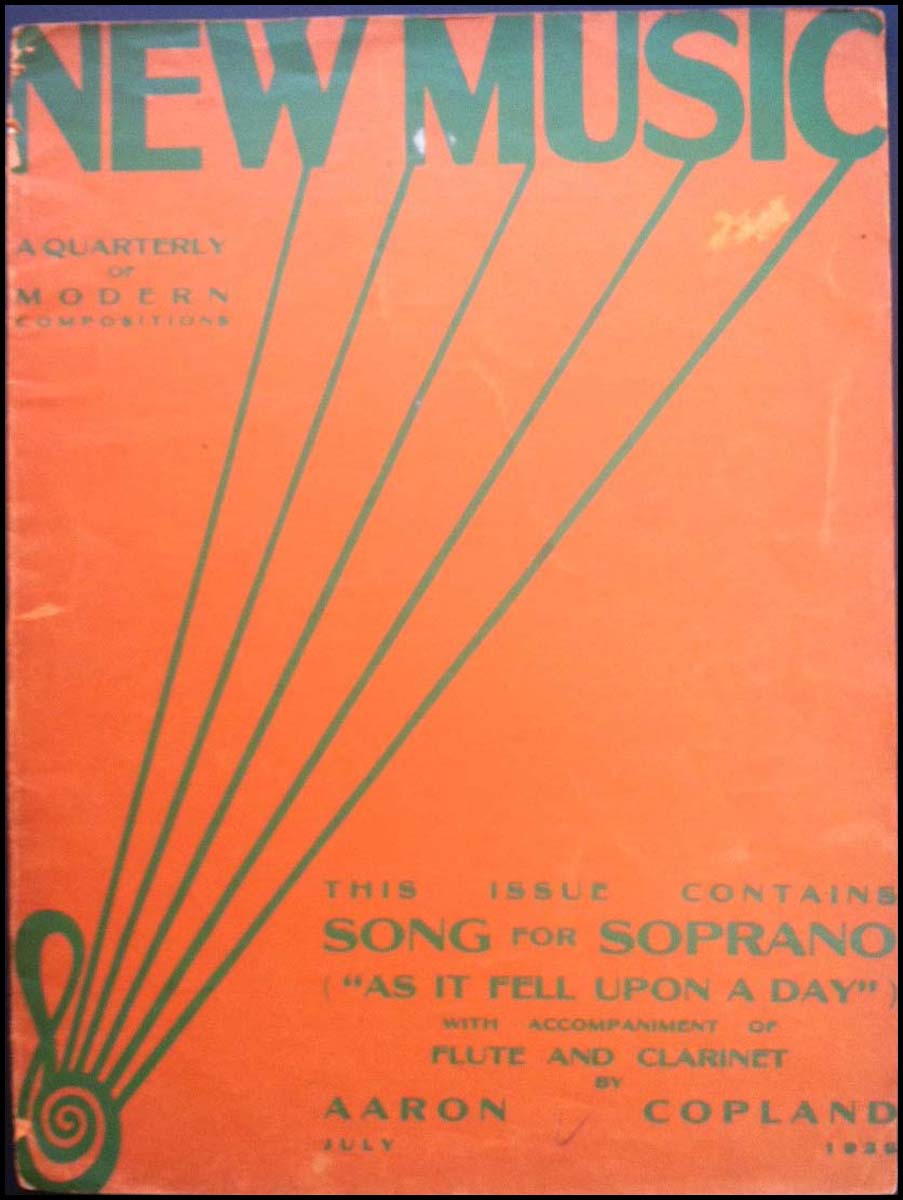 NEW MUSIC
A QUARTERLY
OF
MODERN
COMPOSITIONS
THIS ISSUE CONTAINS
SONG FOR SOPRANO
("AS IT FELL UPON A DAY")
WITH ACCOMPANIMENT OF
FLUTE AND CLARINET
BY
AARON COPLAND
JULY